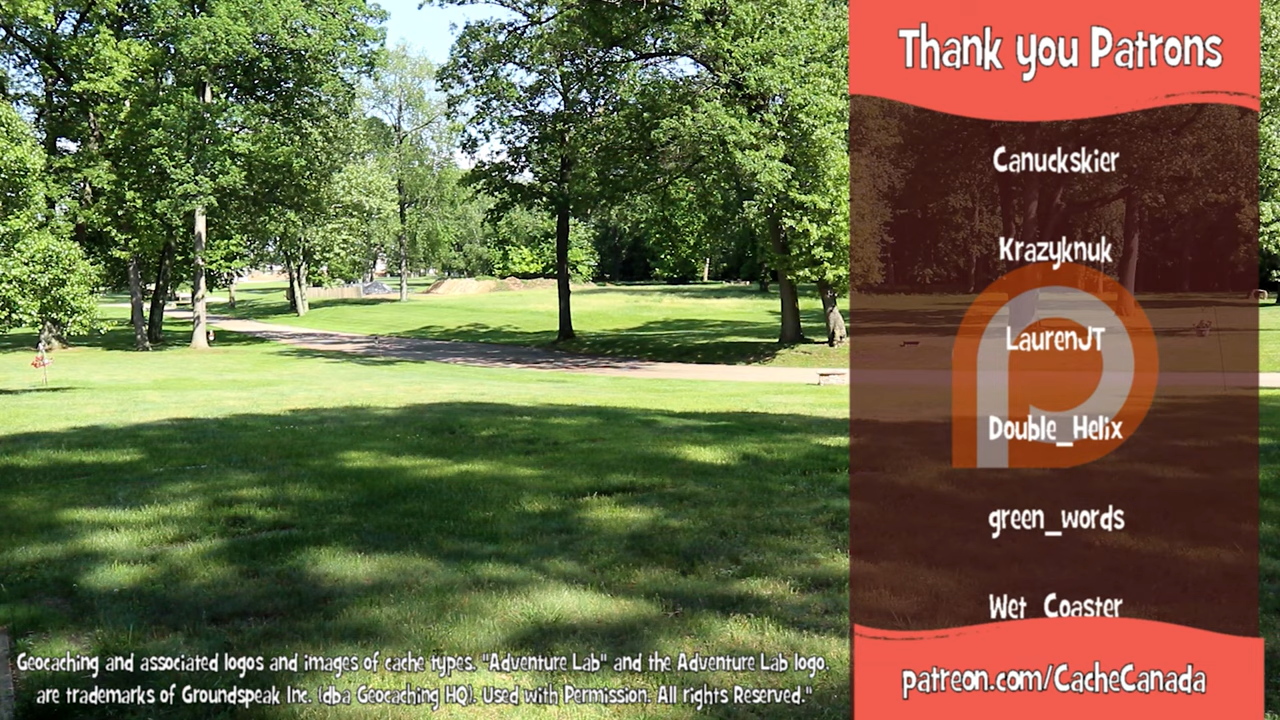 Thank you Patrons
Canuckskier
Krazyknuk
LaurenJT
Double_Helix
green_words
Wet_Coaster
patreon.com/CacheCanada
Geocaching and associated logos and images of cache types. "Adventure Lab" and the Adventure Lab logo.
are trademarks of Groundspeak Inc. (dba Geocaching HQ). Used with Permission. All rights Reserved."